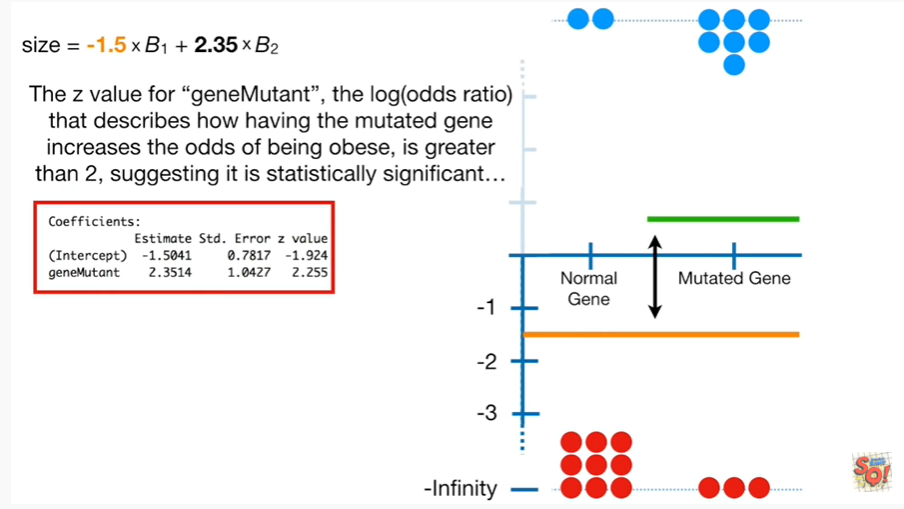 size = -1.5 × B1 + 2.35 × B2
The z value for “geneMutant”, the log(odds ratio)
that describes how having the mutated gene
increases the odds of being obese, is greater
than 2, suggesting it is statistically significant…
Coefficients:
Estimate Std. Error z value
(Intercept) -1.5041 0.7817 -1.924
geneMutant 2.3514 1.0427 2.255
Normal
Gene
Mutated Gene
-1
-2
-3
-Infinity
SQ!